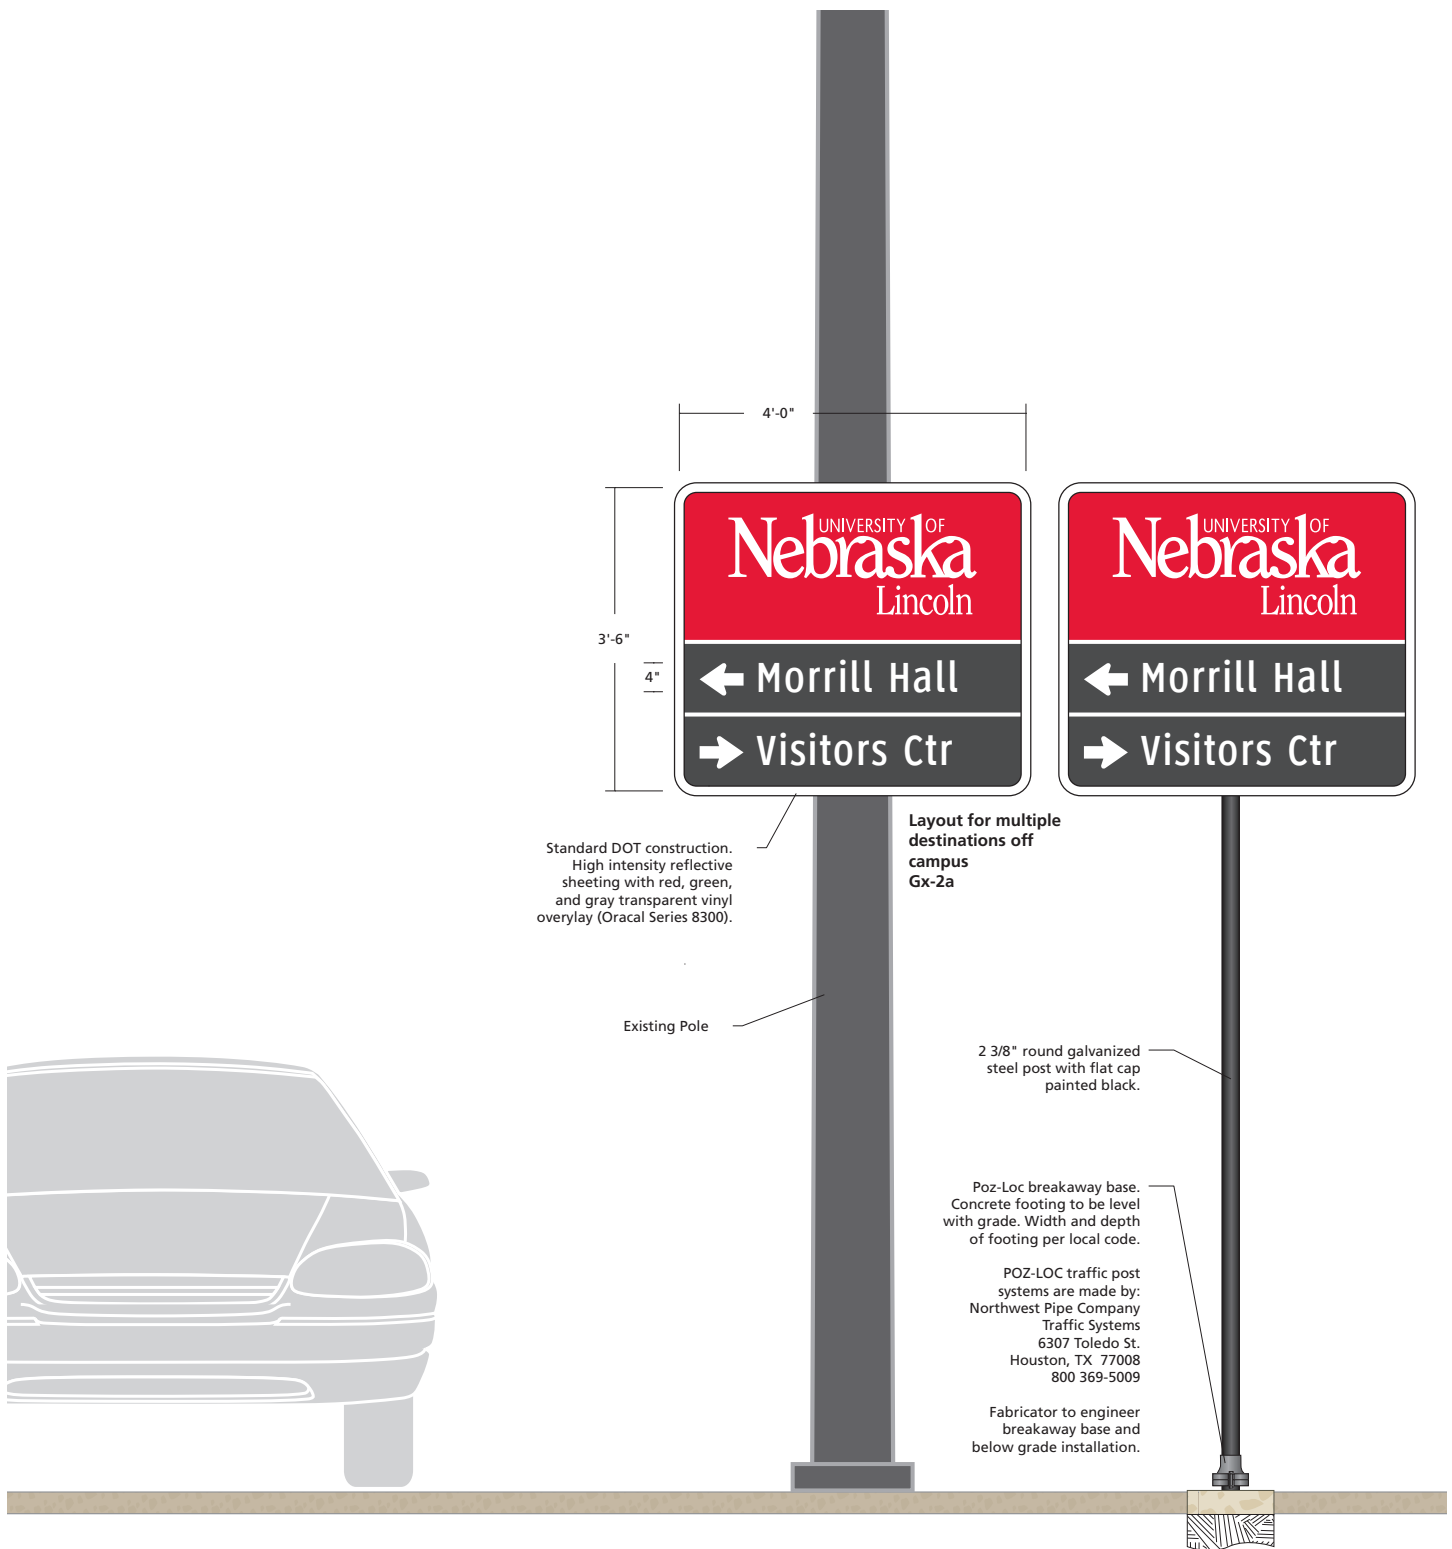 4'-0"
UNIVERSITY OF
Nebraska
Lincoln
Morrill Hall
Visitors Ctr
UNIVERSITY OF
Nebraska
Lincoln
Morrill Hall
Visitors Ctr
3'-6"
4"
Standard DOT construction.
High intensity reflective
sheeting with red, green,
and gray transparent vinyl
overylay (Oracal Series 8300).
Layout for multiple
destinations off
campus
Gx-2a
Existing Pole
2 3/8" round galvanized
steel post with flat cap
painted black.
Poz-Loc breakaway base.
Concrete footing to be level
with grade. Width and depth
of footing per local code.
POZ-LOC traffic post
systems are made by:
Northwest Pipe Company
Traffic Systems
6307 Toledo St.
Houston, TX 77008
800 369-5009
Fabricator to engineer
breakaway base and
below grade installation.